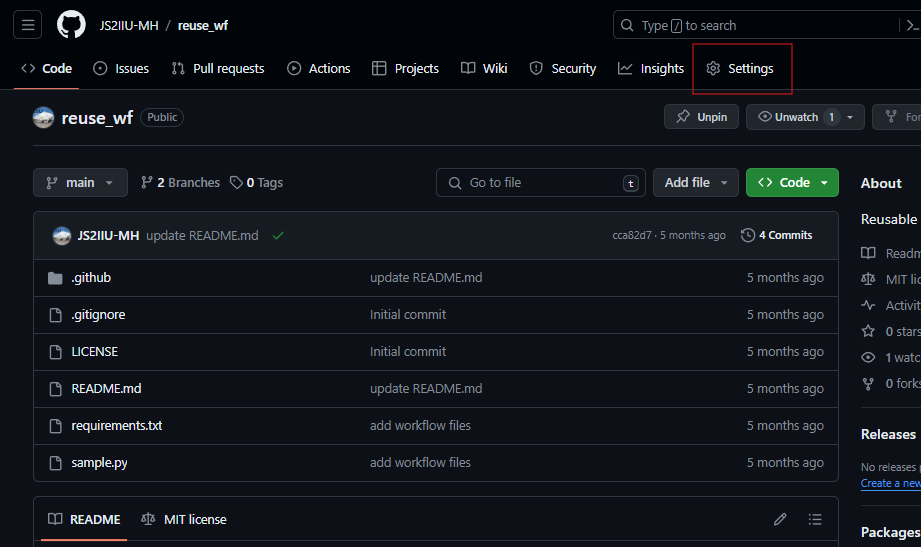 JS2IIU-MH / reuse_wf Type / to search
Code Issues Pull requests Actions Projects Wiki Security Insights Settings
reuse_wf Public Unpin Unwatch 1
main 2 Branches 0 Tags Go to file t Add file Code
About
JS2IIU-MH update README.md cca82d7 · 5 months ago 4 Commits
Reusable
.github update README.md 5 months ago
.gitignore Initial commit 5 months ago
MIT
LICENSE Initial commit 5 months ago
0 stars
README.md update README.md 5 months ago
1
0 forks
requirements.txt add workflow files 5 months ago
Releases
sample.py add workflow files 5 months ago
No releases
Create a new
README MIT license
Packages